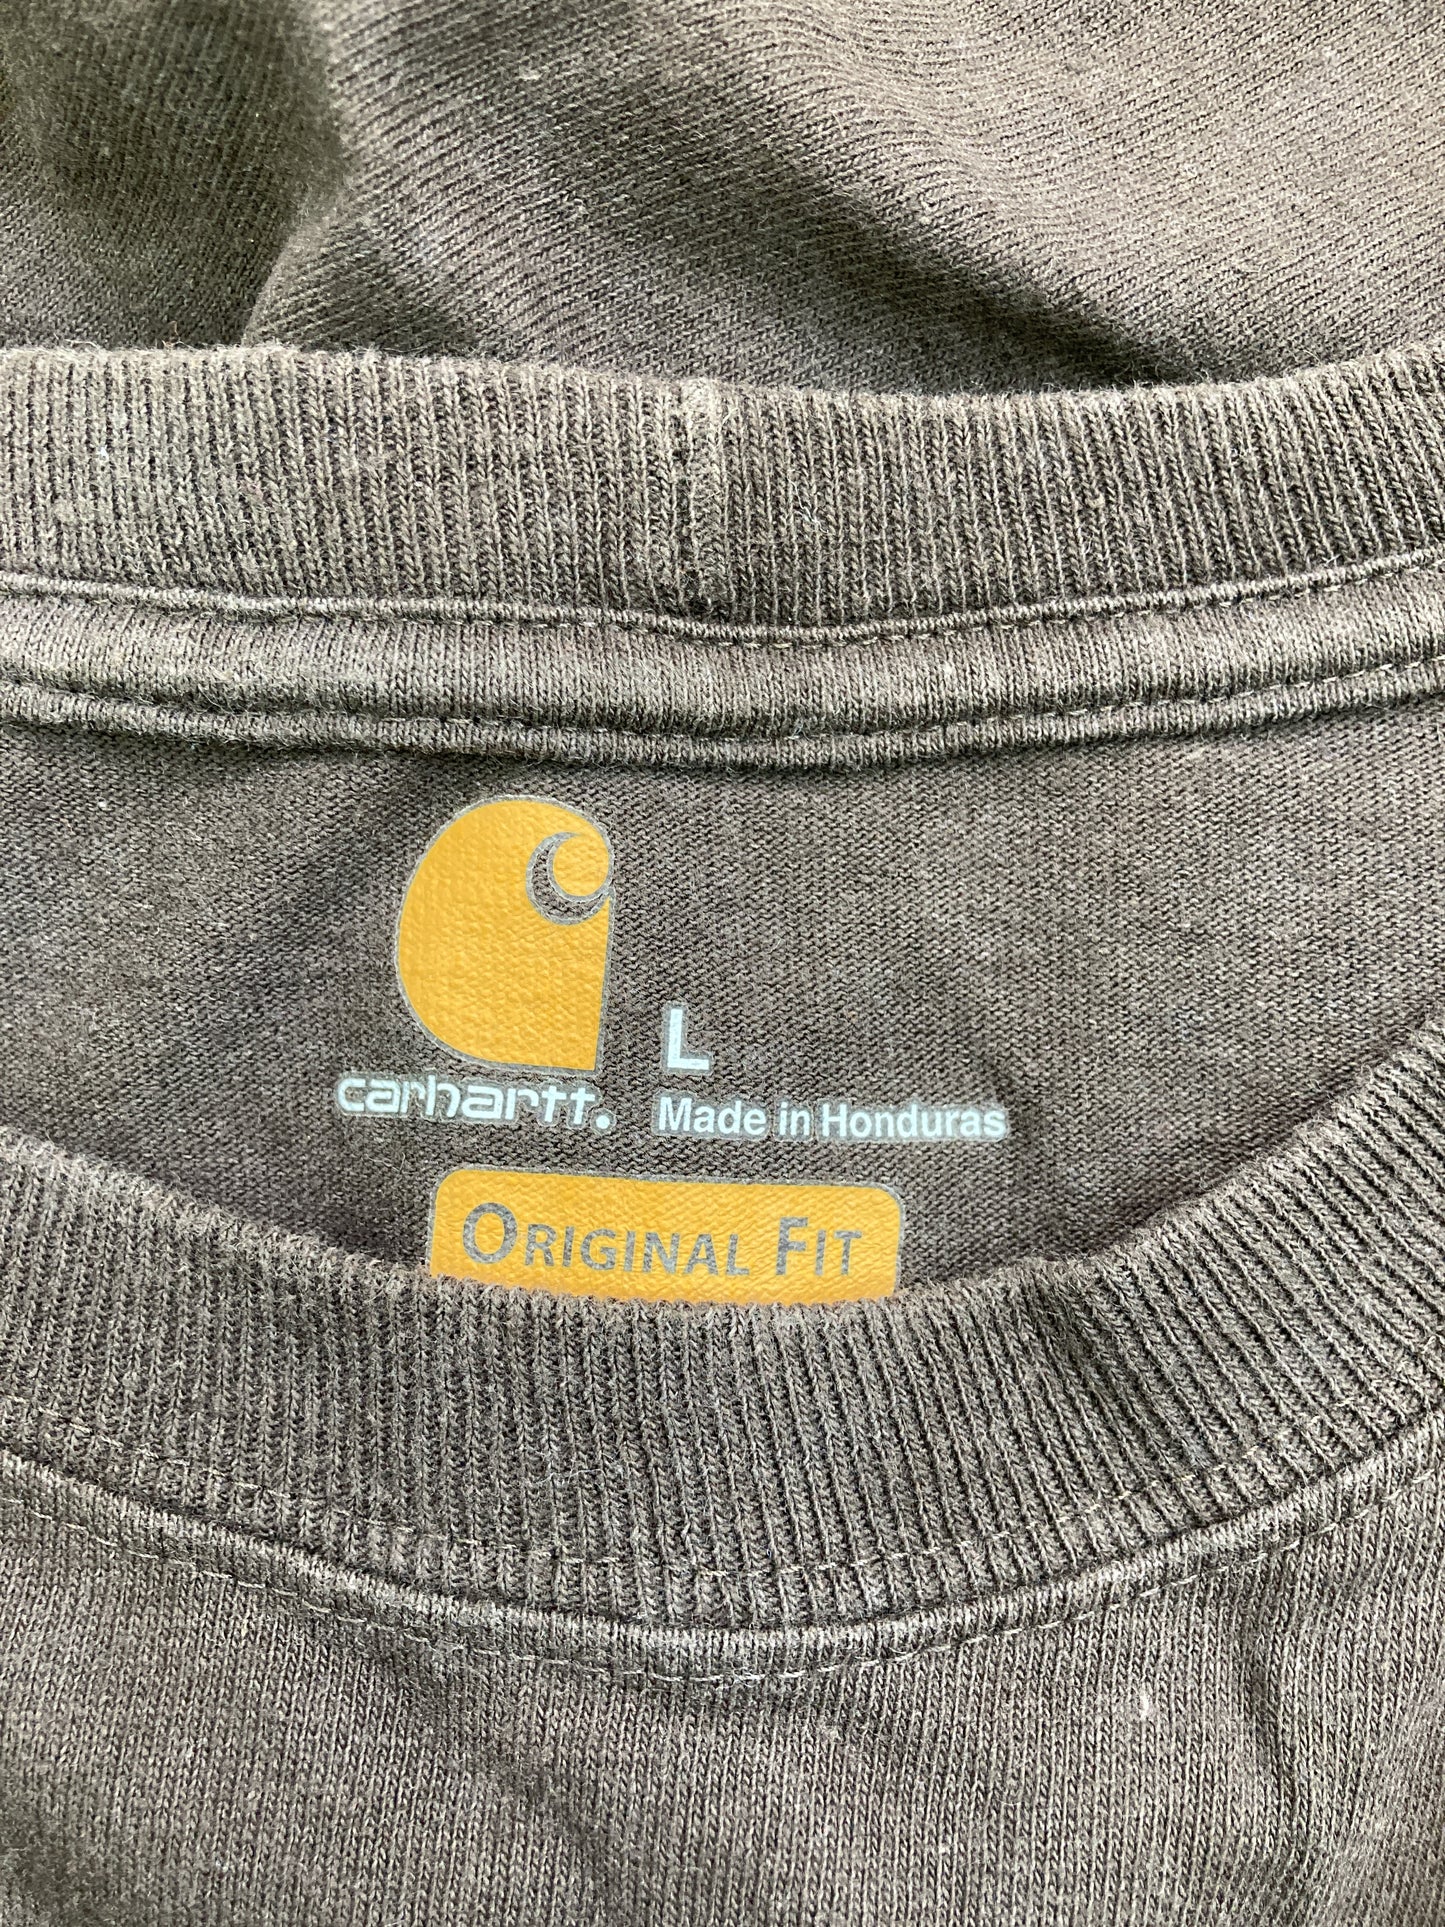 L
carhartt.
Made in Honduras
ORIGINAL FIT